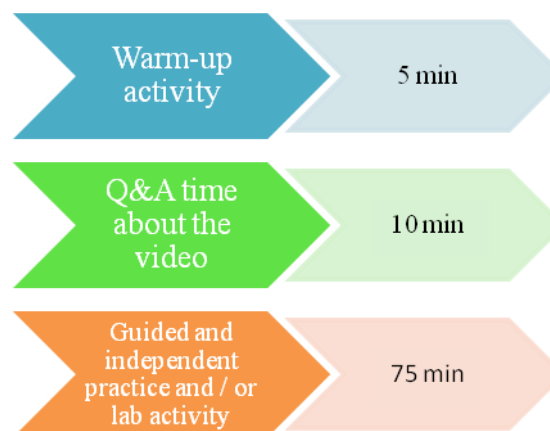 Warm-up
activity
5 min
Q&A time
about the
video
10 min
Guided and
independent
practice and / or
lab activity
75 min